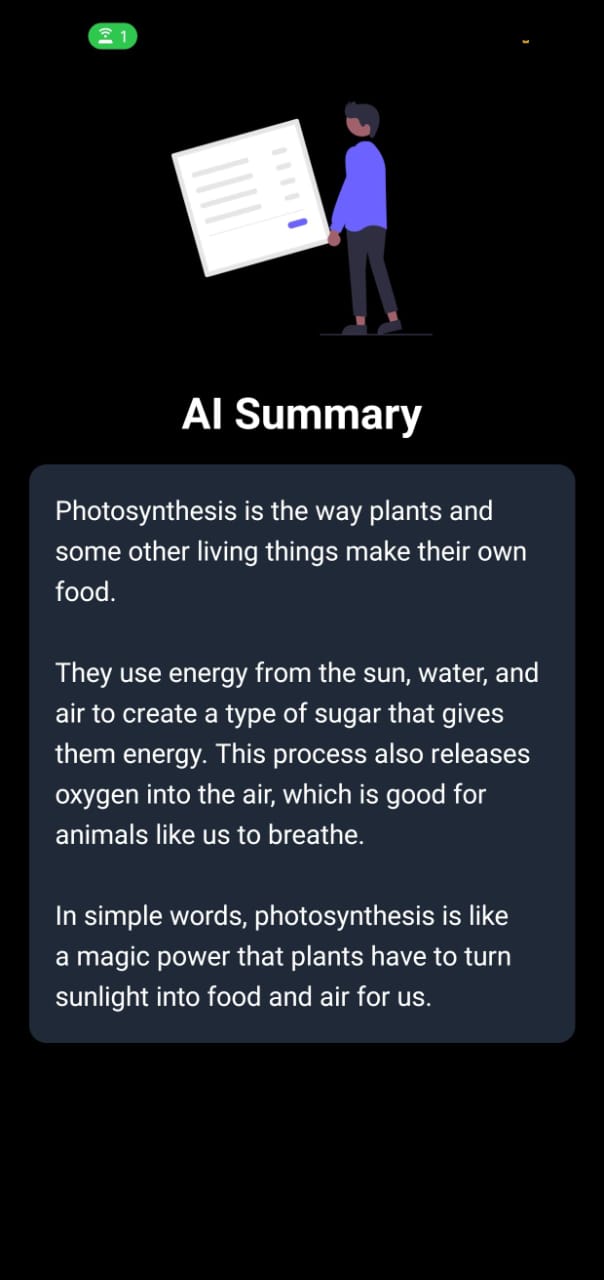 1
AI Summary
Photosynthesis is the way plants and
some other living things make their own
food.
They use energy from the sun, water, and
air to create a type of sugar that gives
them energy. This process also releases
oxygen into the air, which is good for
animals like us to breathe.
In simple words, photosynthesis is like
a magic power that plants have to turn
sunlight into food and air for us.